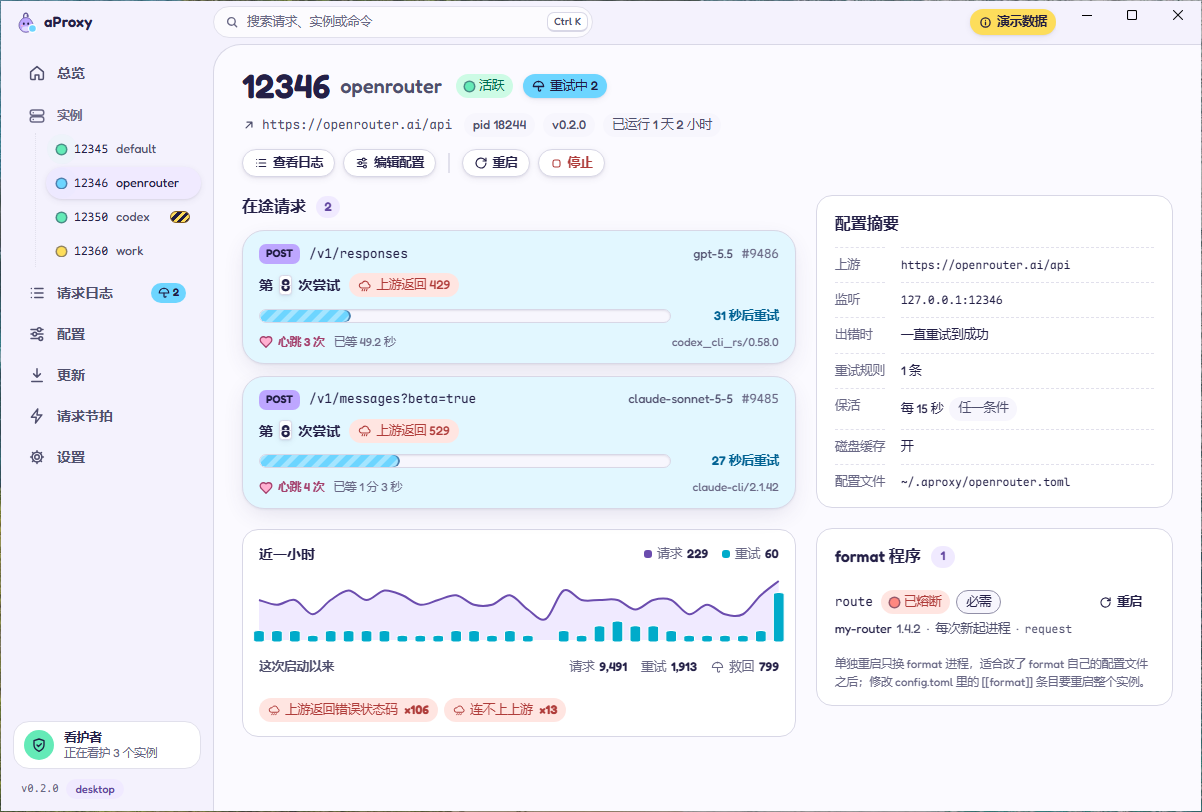 aProxy
搜索请求、实例或命令
Ctrl K
演示数据
总览
实例
12345 default
12346 openrouter
12350 codex
12360 work
请求日志 2
配置
更新
请求节拍
设置
看护者
正在看护 3 个实例
v0.2.0 desktop
12346 openrouter 活跃 重试中 2
https://openrouter.ai/api pid 18244 v0.2.0 已运行 1 天 2 小时
查看日志 编辑配置 重启 停止
在途请求 2
POST /v1/responses gpt-5.5 #9486
第 8 次尝试 上游返回 429
31 秒后重试
心跳 3 次 已等 49.2 秒 codex_cli_rs/0.58.0
POST /v1/messages?beta=true claude-sonnet-5-5 #9485
第 8 次尝试 上游返回 529
27 秒后重试
心跳 4 次 已等 1 分 3 秒 claude-cli/2.1.42
近一小时 请求 229 重试 60
这次启动以来 请求 9,491 重试 1,913 救回 799
上游返回错误状态码 ×106 连不上上游 ×13
配置摘要
上游 https://openrouter.ai/api
监听 127.0.0.1:12346
出错时 一直重试到成功
重试规则 1 条
保活 每 15 秒 任一条件
磁盘缓存 开
配置文件 ~/.aproxy/openrouter.toml
format 程序 1
route 已熔断 必需 重启
my-router 1.4.2 · 每次新起进程 · request
单独重启只换 format 进程，适合改了 format 自己的配置文件
之后；修改 config.toml 里的 [[format]] 条目要重启整个实例。